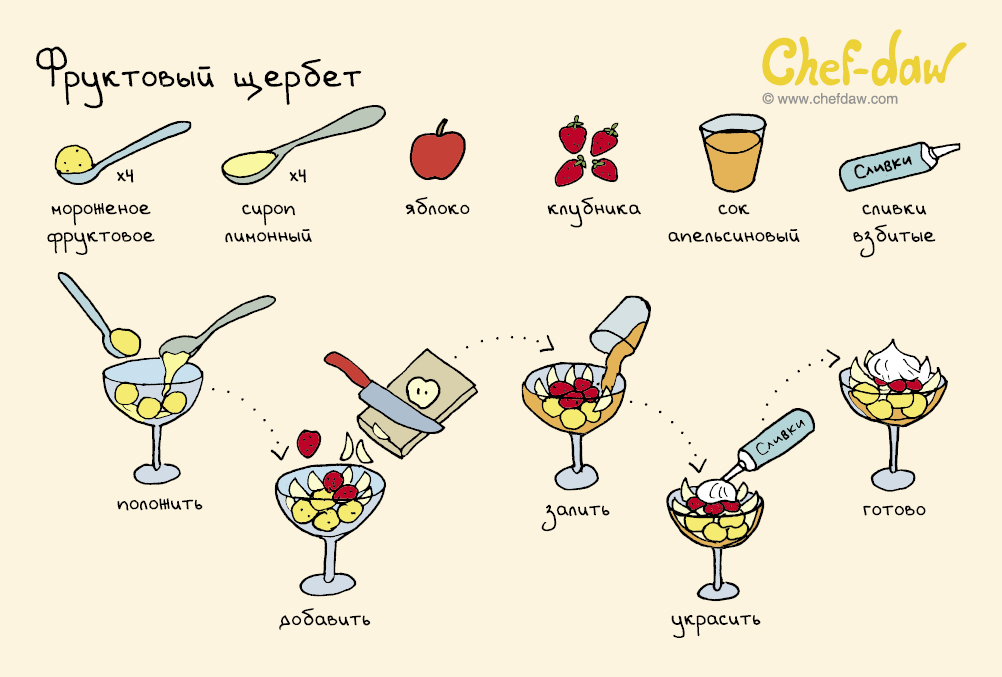 Фруктовый щербет
Chef-daw
© www.chefdaw.com
x4
x4
Сливки
мороженое
фруктовое
сироп
лимонный
яблоко
клубника
сок
апельсиновый
сливки
взбитые
Сливки
положить
добавить
залить
украсить
готово